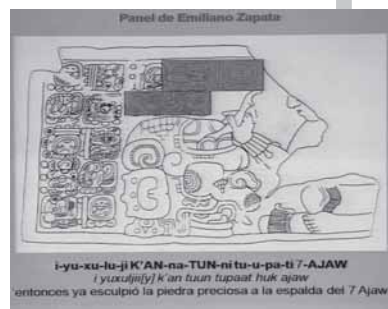 Panel de Emiliano Zapata
i-yu-xu-lu-ji K'AN-na-TUN-ni tu-u-pa-ti 7-AJAW
i yuxuljii[y] k'an tuun tupaat huk ajaw
'entonces ya esculpió la piedra preciosa a la espalda del 7 Ajaw